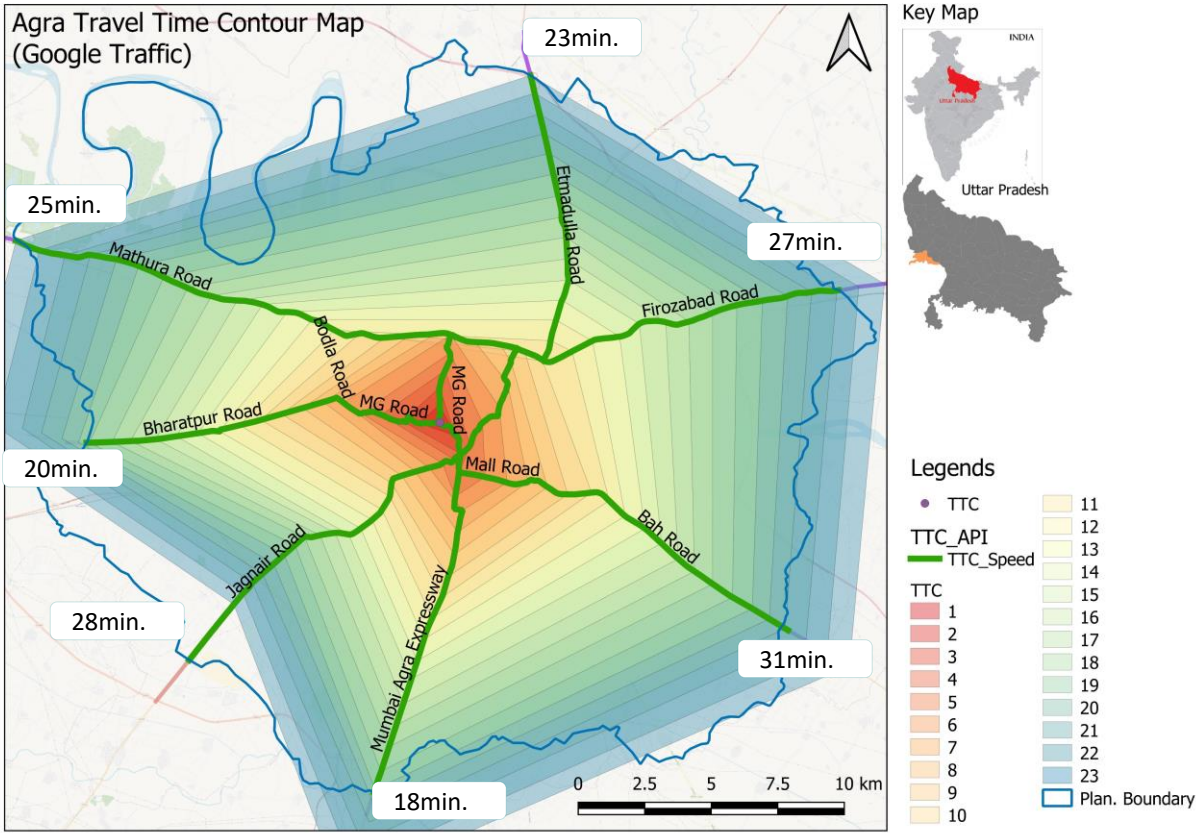 Agra Travel Time Contour Map
(Google Traffic)
23min.
25min.
27min.
20min.
28min.
31min.
18min.
Etmadulla Road
Mathura Road
Firozabad Road
Bodla Road
MG Road
MG Road
Bharatpur Road
Mall Road
Bah Road
Jagnair Road
Mumbai Agra Expressway
0 2.5 5 7.5 10 km
Key Map
INDIA
Uttar Pradesh
Uttar Pradesh
Legends
TTC
TTC_API
TTC_Speed
TTC
1
2
3
4
5
6
7
8
9
10
11
12
13
14
15
16
17
18
19
20
21
22
23
Plan. Boundary